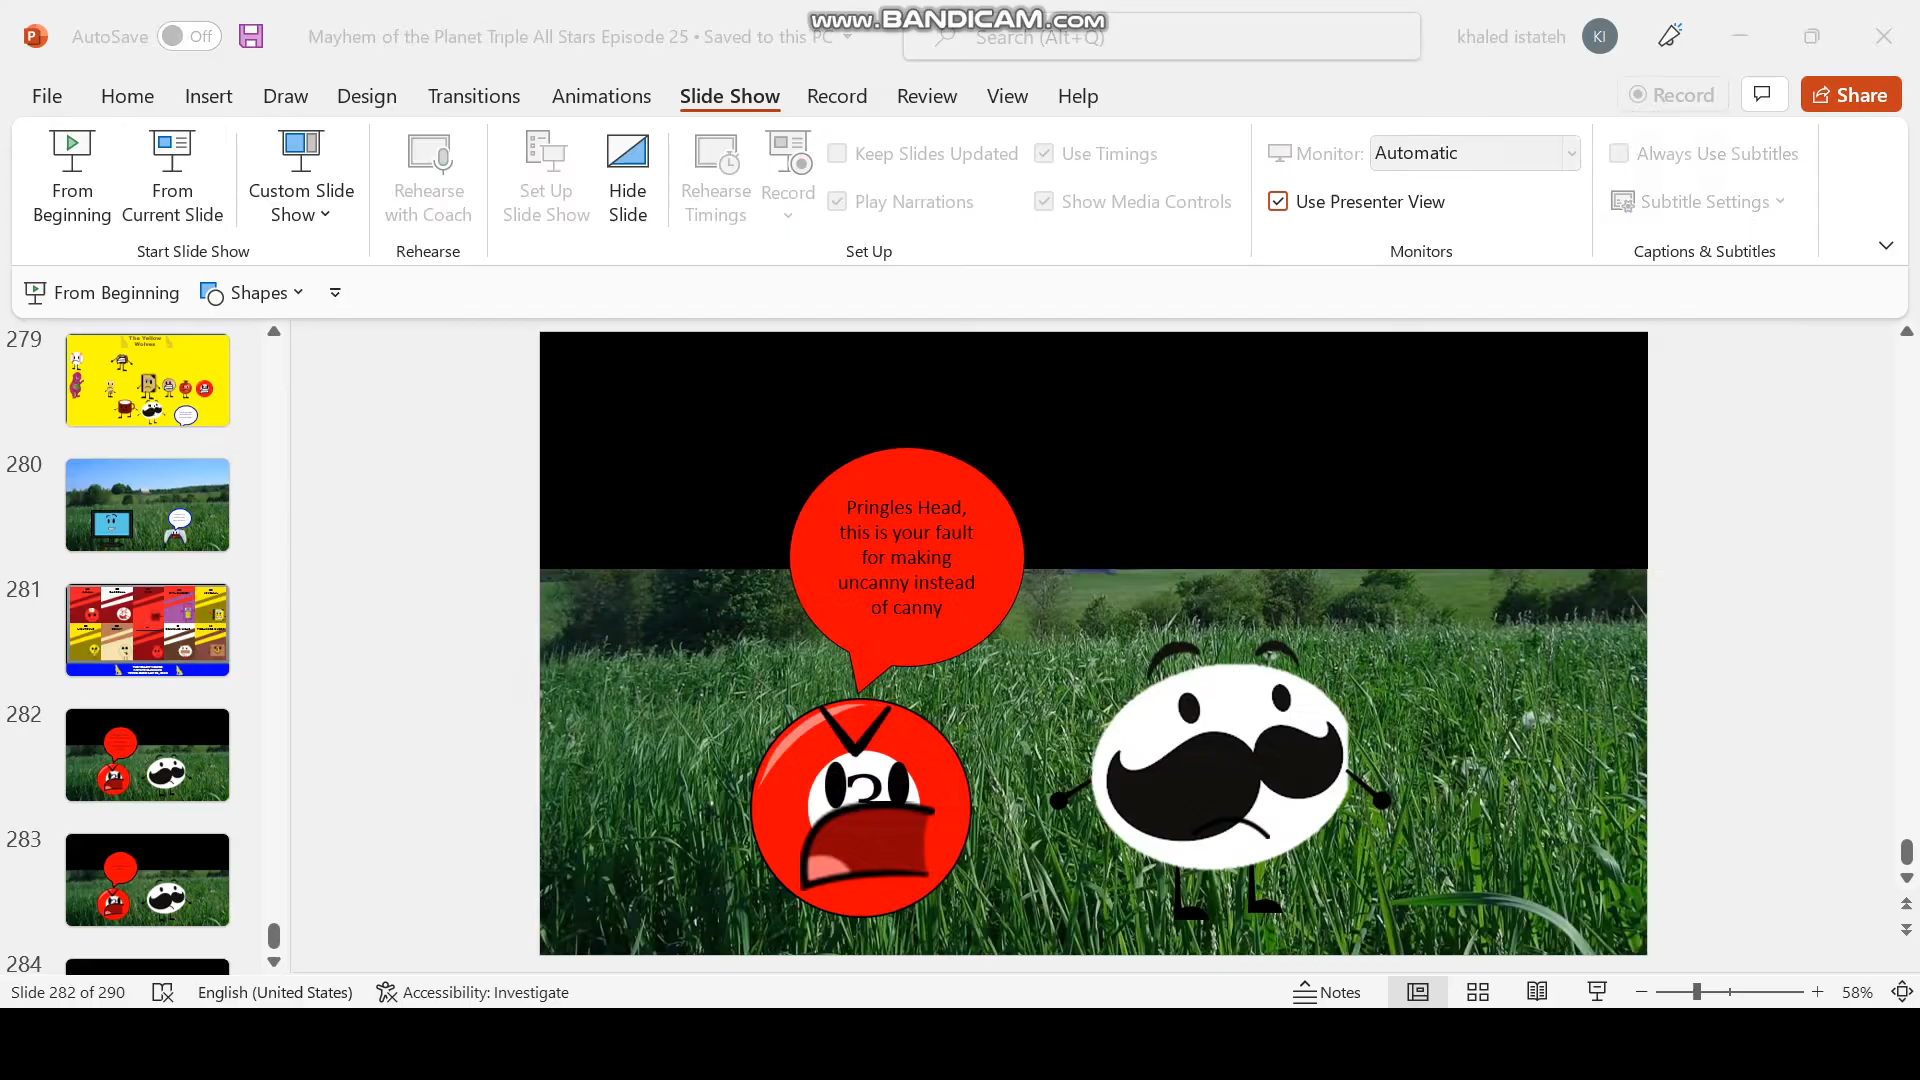 www.BANDICAM.com
AutoSave Off
Mayhem of the Planet Triple All Stars Episode 25 • Saved to this PC
Search (Alt+Q)
khaled istateh KI
File Home Insert Draw Design Transitions Animations Slide Show Record Review View Help
Record
Share
From Beginning
From Current Slide
Custom Slide Show
Start Slide Show
Rehearse with Coach
Rehearse
Set Up Slide Show
Hide Slide
Rehearse Timings
Record
Keep Slides Updated
Play Narrations
Use Timings
Show Media Controls
Set Up
Monitor: Automatic
Use Presenter View
Monitors
Always Use Subtitles
Subtitle Settings
Captions & Subtitles
From Beginning Shapes
279
The Yellow
Wolves
280
281
282
283
284
Pringles Head,
this is your fault
for making
uncanny instead
of canny
Slide 282 of 290
English (United States)
Accessibility: Investigate
Notes
58%